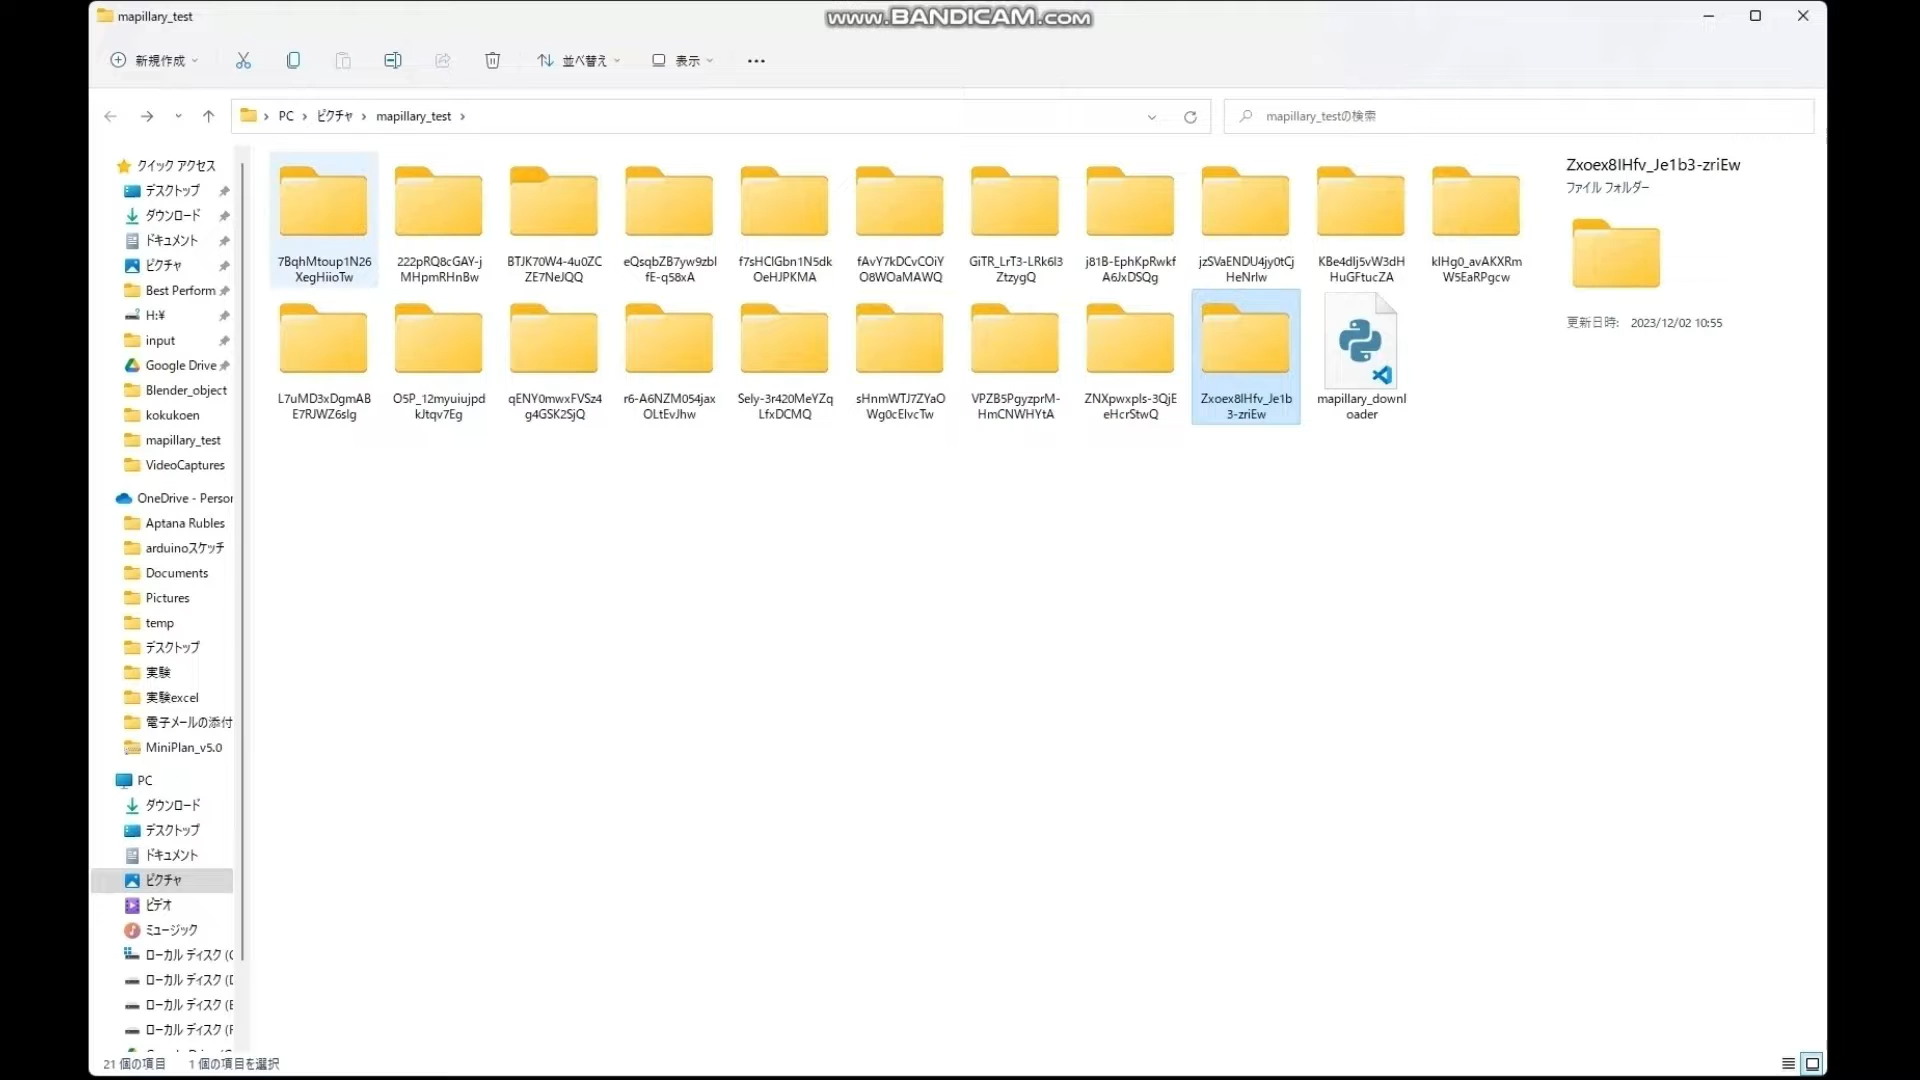 mapillary_test
www.BANDICAM.com
新規作成
並べ替え
表示
PC
ピクチャ
mapillary_test
mapillary_testの検索
クイック アクセス
デスクトップ
ダウンロード
ドキュメント
ピクチャ
Best Perform
H:¥
input
Google Drive
Blender_object
kokukoen
mapillary_test
VideoCaptures
OneDrive - Person
Aptana Rubles
arduinoスケッチ
Documents
Pictures
temp
デスクトップ
実験
実験excel
電子メールの添付
MiniPlan_v5.0
PC
ダウンロード
デスクトップ
ドキュメント
ピクチャ
ビデオ
ミュージック
ローカル ディスク (C
ローカル ディスク (D
ローカル ディスク (E
ローカル ディスク (F
7BqhMtoup1N26
XegHiioTw
222pRQ8cGAY-j
MHpmRHnBw
BTJK70W4-4u0ZC
ZE7NeJQQ
eQsqbZB7yw9zbl
fE-q58xA
f7sHClGbn1N5dk
OeHJPKMA
fAvY7kDCvCOiY
O8WOaMAWQ
GiTR_LrT3-LRk6l3
ZtzygQ
j81B-EphKpRwkf
A6JxDSQg
jzSVaENDU4jy0tCj
HeNrlw
KBe4dlj5vW3dH
HuGFtucZA
klHg0_avAKXRm
W5EaRPgcw
L7uMD3xDgmAB
E7RJWZ6slg
O5P_12myuiujpd
kJtqv7Eg
qENY0mwxFVSz4
g4GSK2SjQ
r6-A6NZM054jax
OLtEvJhw
Sely-3r420MeYZq
LfxDCMQ
sHnmWTJ7ZYaO
Wg0cElvcTw
VPZB5PgyzprM-
HmCNWHYtA
ZNXpwxpls-3QjE
eHcrStwQ
Zxoex8lHfv_Je1b
3-zriEw
mapillary_downl
oader
Zxoex8lHfv_Je1b3-zriEw
ファイル フォルダー
更新日時: 2023/12/02 10:55
21 個の項目
1 個の項目を選択